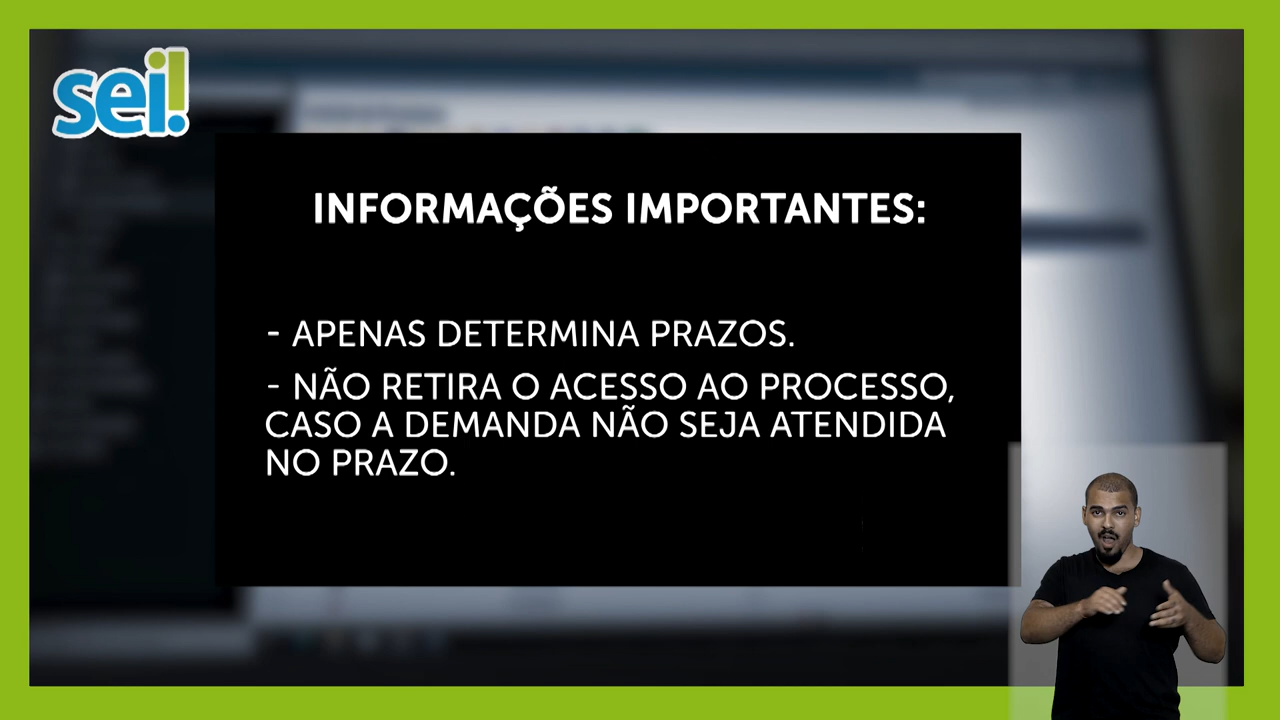 sei!
INFORMAÇÕES IMPORTANTES:
- APENAS DETERMINA PRAZOS.
- NÃO RETIRA O ACESSO AO PROCESSO,
CASO A DEMANDA NÃO SEJA ATENDIDA
NO PRAZO.